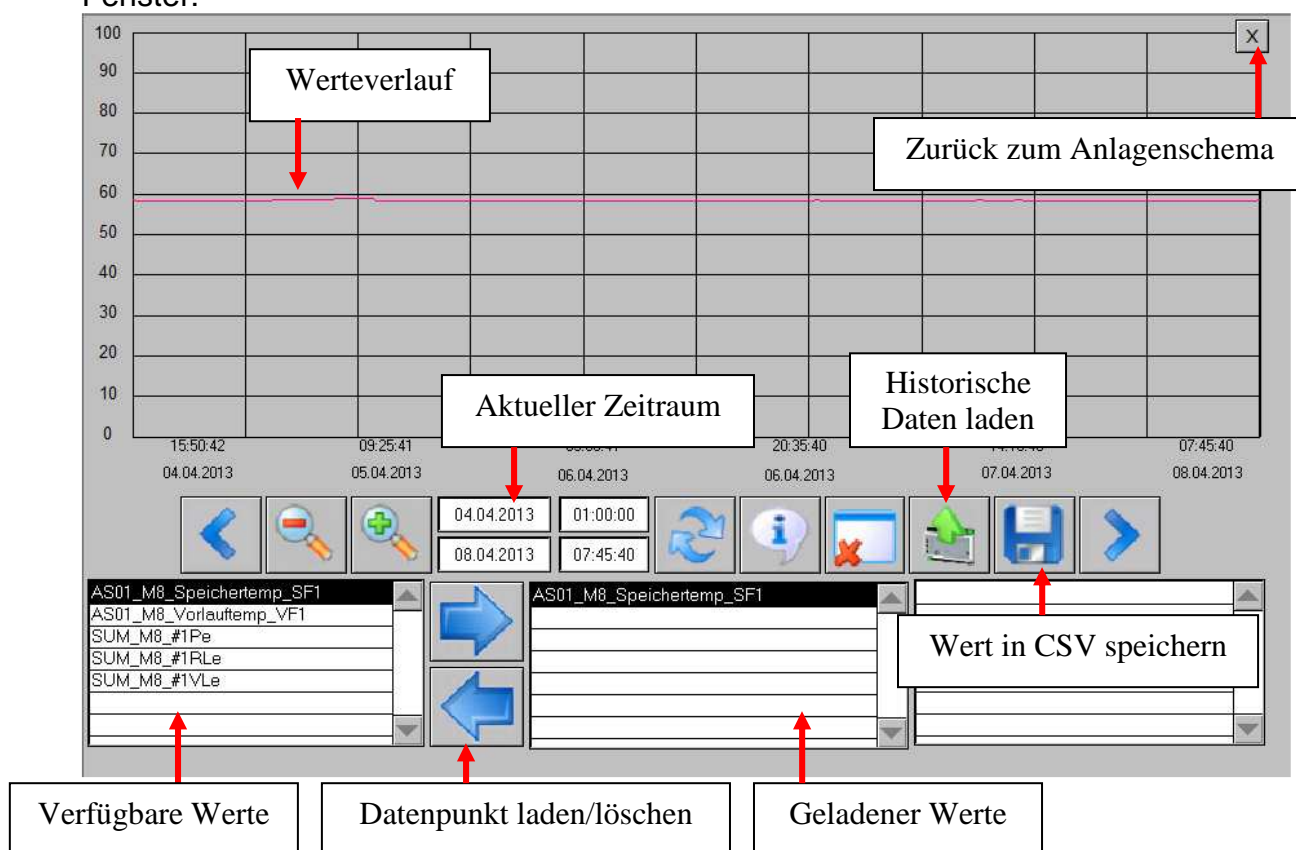 100
X
90
Werteverlauf
80
70
Zurück zum Anlagenschema
60
50
40
30
20
10
Aktueller Zeitraum
Historische
Daten laden
0
15:50:42
09:25:41
20:35:40
07:45:40
04.04.2013
05.04.2013
06.04.2013
06.04.2013
07.04.2013
08.04.2013
04.04.2013
01:00:00
08.04.2013
07:45:40
AS01_M8_Speichertemp_SF1
AS01_M8_Vorlauftemp_VF1
SUM_M8_#1Pe
SUM_M8_#1RLe
SUM_M8_#1VLe
AS01_M8_Speichertemp_SF1
Wert in CSV speichern
Verfügbare Werte
Datenpunkt laden/löschen
Geladener Werte